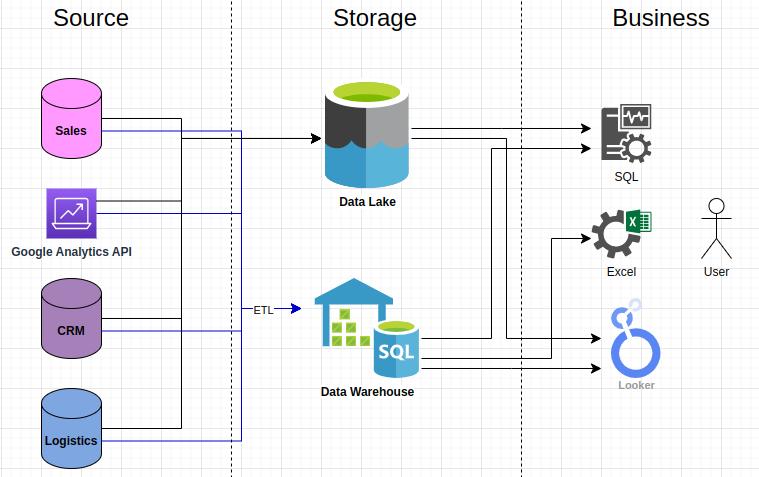 Source
Storage
Business
Sales
Google Analytics API
CRM
Logistics
ETL
Data Lake
SQL
Data Warehouse
SQL
X
Excel
User
Looker